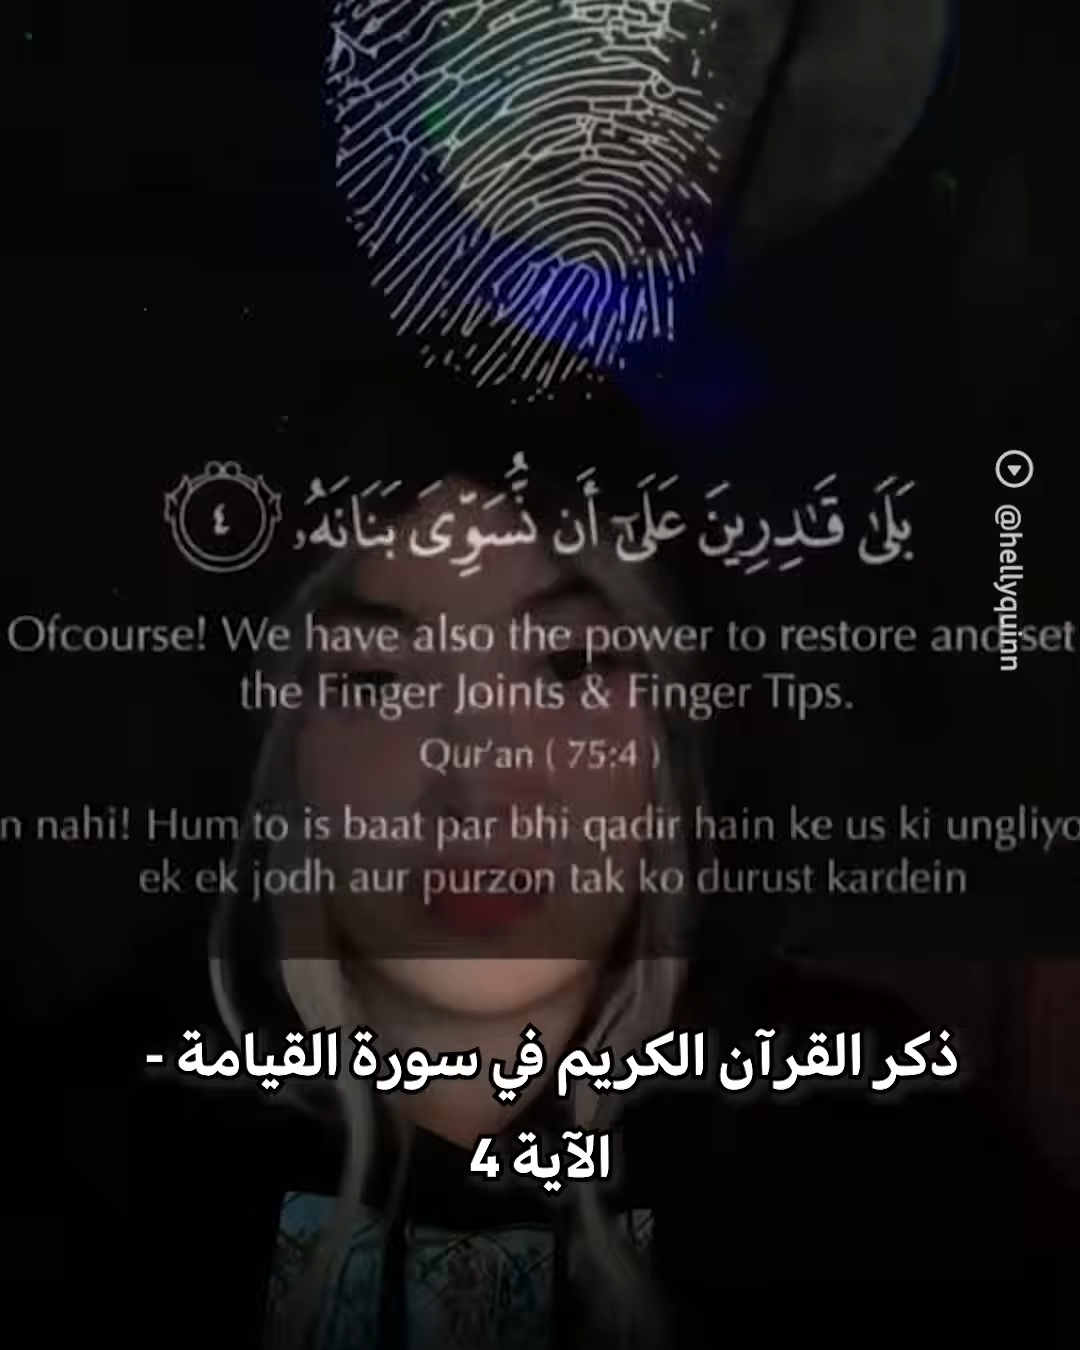 بَلَىٰ قَـٰدِرِينَ عَلَىٰٓ أَن نُّسَوِّىَ بَنَانَهُۥ ٤
Ofcourse! We have also the power to restore and set
the Finger Joints & Finger Tips.
Qur'an ( 75:4 )
n nahi! Hum to is baat par bhi qadir hain ke us ki ungliyo
ek ek jodh aur purzon tak ko durust kardein
@hellyquinn
ذكر القرآن الكريم في سورة القيامة -
الآية 4